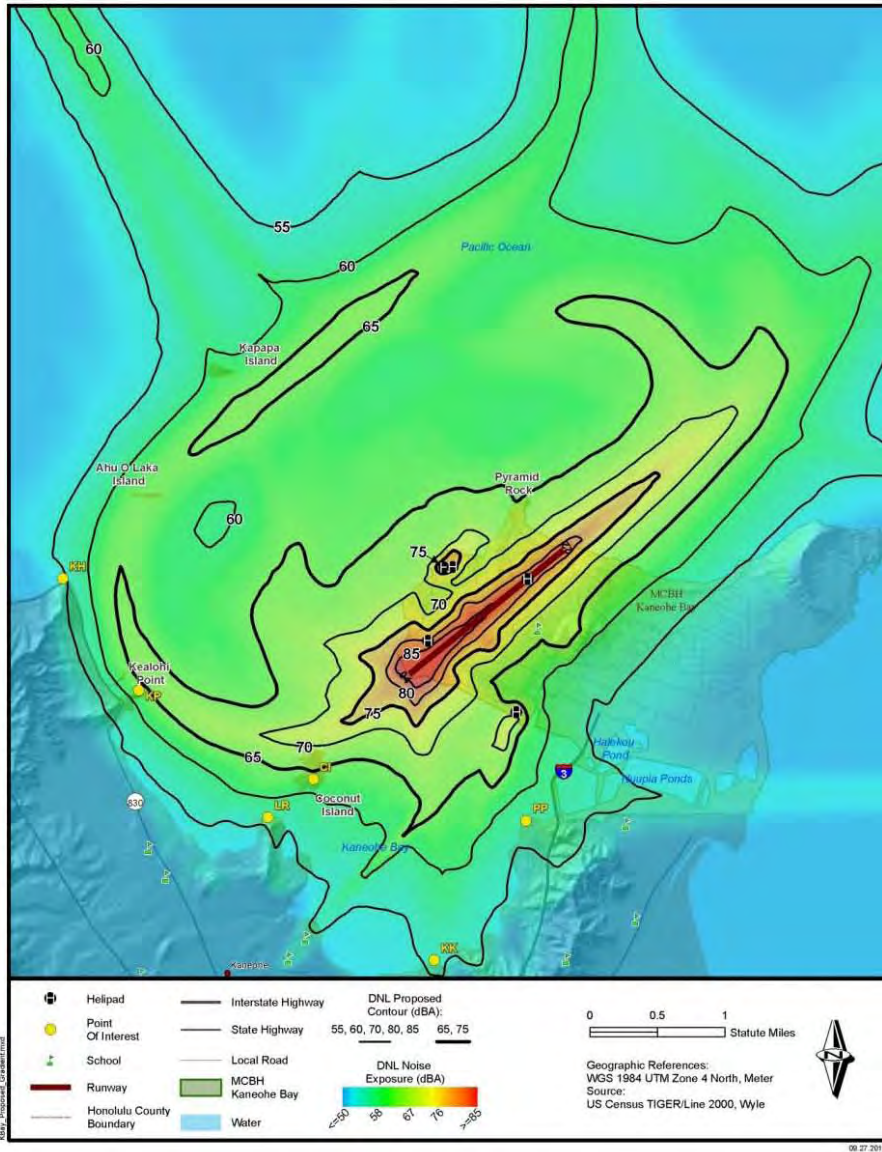 60
55
Pacific Ocean
60
65
Kapapa
Island
Ahu O Laka
Island
Pyramid
Rock
60
75
H H
H
KH
70
MCBH
Kaneohe Bay
H
85
Kealohi
Point
80
KP
75
H
70
65
Halekou
Pond
CI
3
Nuupia Ponds
Coconut
Island
830
LR
PP
Kaneohe Bay
KK
Kaneohe
H Helipad
Point
Of Interest
School
Runway
Honolulu County
Boundary
Interstate Highway
State Highway
Local Road
MCBH
Kaneohe Bay
Water
DNL Proposed
Contour (dBA):
55, 60, 70, 80, 85 65, 75
DNL Noise
Exposure (dBA)
<=50 58 67 76 >=85
0 0.5 1
Statute Miles
Geographic References:
WGS 1984 UTM Zone 4 North, Meter
Source:
US Census TIGER/Line 2000, Wyle
KBay_Proposed_Gradient.mxd